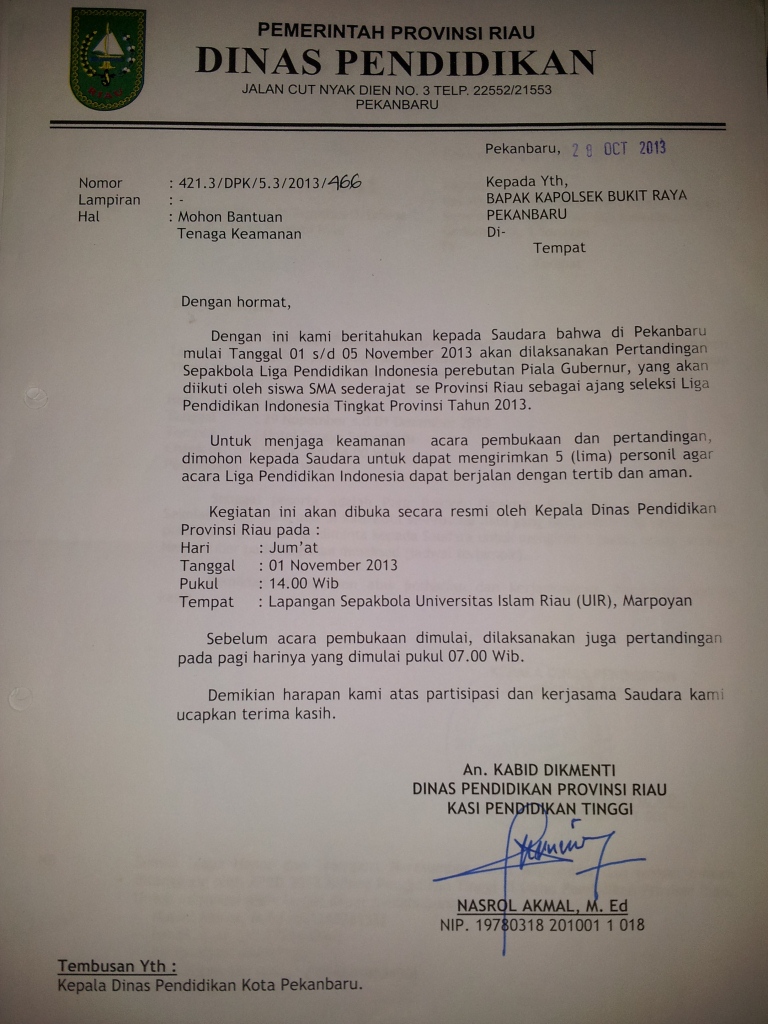 PEMERINTAH PROVINSI RIAU
DINAS PENDIDIKAN
JALAN CUT NYAK DIEN NO. 3 TELP. 22552/21553
PEKANBARU
Pekanbaru, 29 OCT 2013
Nomor : 421.3/DPK/5.3/2013/466
Lampiran : -
Hal : Mohon Bantuan
Tenaga Keamanan
Kepada Yth,
BAPAK KAPOLSEK BUKIT RAYA
PEKANBARU
Di-
Tempat
Dengan hormat,
Dengan ini kami beritahukan kepada Saudara bahwa di Pekanbaru
mulai Tanggal 01 s/d 05 November 2013 akan dilaksanakan Pertandingan
Sepakbola Liga Pendidikan Indonesia perebutan Piala Gubernur, yang akan
diikuti oleh siswa SMA sederajat se Provinsi Riau sebagai ajang seleksi Liga
Pendidikan Indonesia Tingkat Provinsi Tahun 2013.
Untuk menjaga keamanan acara pembukaan dan pertandingan,
dimohon kepada Saudara untuk dapat mengirimkan 5 (lima) personil agar
acara Liga Pendidikan Indonesia dapat berjalan dengan tertib dan aman.
Kegiatan ini akan dibuka secara resmi oleh Kepala Dinas Pendidikan
Provinsi Riau pada :
Hari : Jum'at
Tanggal : 01 November 2013
Pukul : 14.00 Wib
Tempat : Lapangan Sepakbola Universitas Islam Riau (UIR), Marpoyan
Sebelum acara pembukaan dimulai, dilaksanakan juga pertandingan
pada pagi harinya yang dimulai pukul 07.00 Wib.
Demikian harapan kami atas partisipasi dan kerjasama Saudara kami
ucapkan terima kasih.
An. KABID DIKMENTI
DINAS PENDIDIKAN PROVINSI RIAU
KASI PENDIDIKAN TINGGI
NASROL AKMAL, M. Ed
NIP. 19780318 201001 1 018
Tembusan Yth :
Kepala Dinas Pendidikan Kota Pekanbaru.